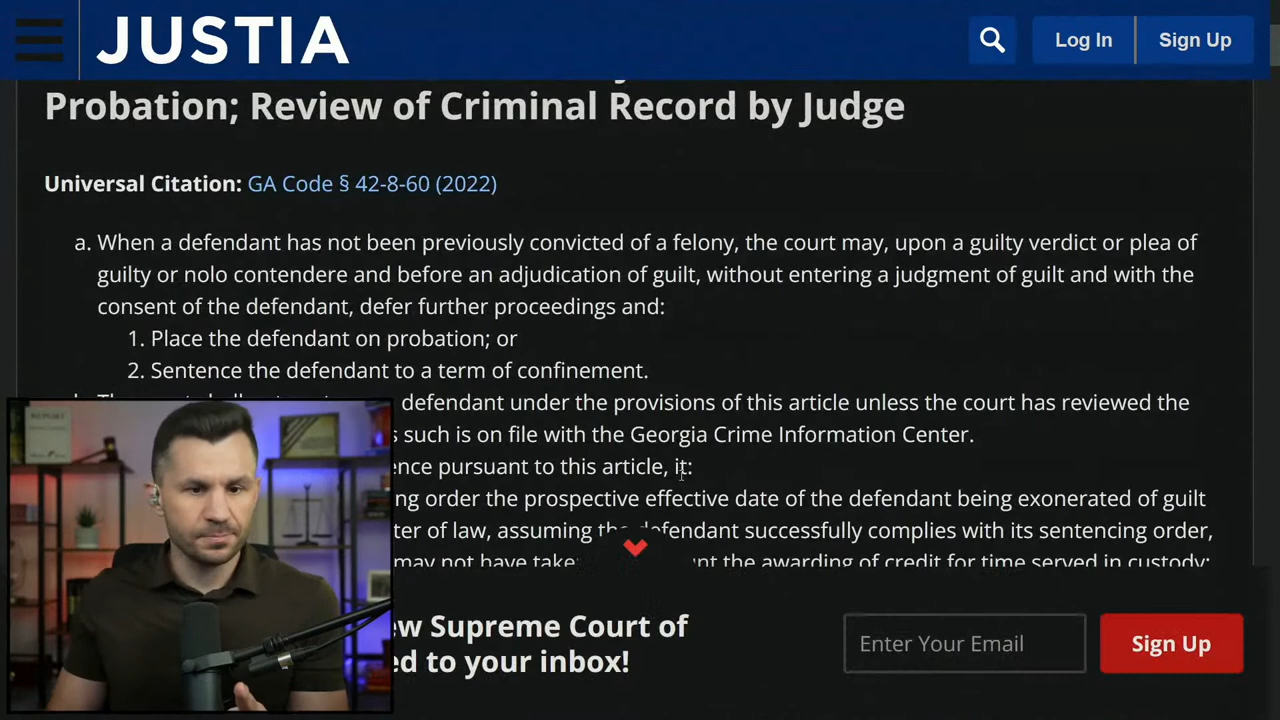 JUSTIA
Log In
Sign Up
Probation; Review of Criminal Record by Judge
Universal Citation: GA Code § 42-8-60 (2022)
a. When a defendant has not been previously convicted of a felony, the court may, upon a guilty verdict or plea of
guilty or nolo contendere and before an adjudication of guilt, without entering a judgment of guilt and with the
consent of the defendant, defer further proceedings and:
1. Place the defendant on probation; or
2. Sentence the defendant to a term of confinement.
defendant under the provisions of this article unless the court has reviewed the
s such is on file with the Georgia Crime Information Center.
ence pursuant to this article, it:
ng order the prospective effective date of the defendant being exonerated of guilt
ter of law, assuming the defendant successfully complies with its sentencing order,
may not have take nt the awarding of credit for time served in custody;
ew Supreme Court of
ed to your inbox!
Enter Your Email
Sign Up